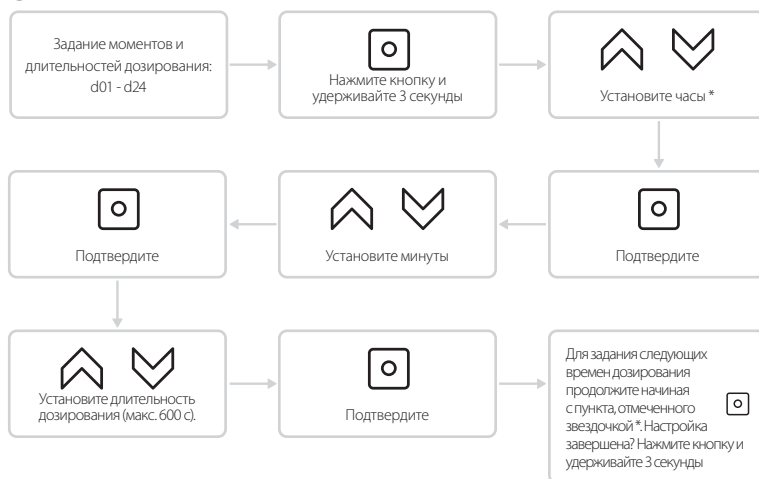 Задание моментов и
длительностей дозирования:
d01 - d24
Нажмите кнопку и
удерживайте 3 секунды
Установите часы *
Подтвердите
Установите минуты
Подтвердите
Установите длительность
дозирования (макс. 600 с).
Подтвердите
Для задания следующих
времен дозирования
продолжите начиная
с пункта, отмеченного
звездочкой *. Настройка
завершена? Нажмите кнопку и
удерживайте 3 секунды